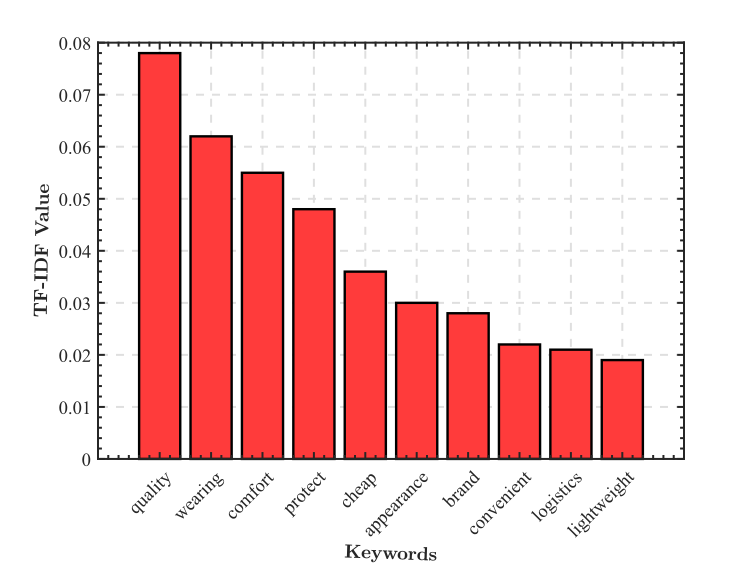 0.08
0.07
0.06
0.05
0.04
0.03
0.02
0.01
0
TF-IDF Value
quality
wearing
comfort
protect
cheap
appearance
brand
convenient
logistics
lightweight
Keywords